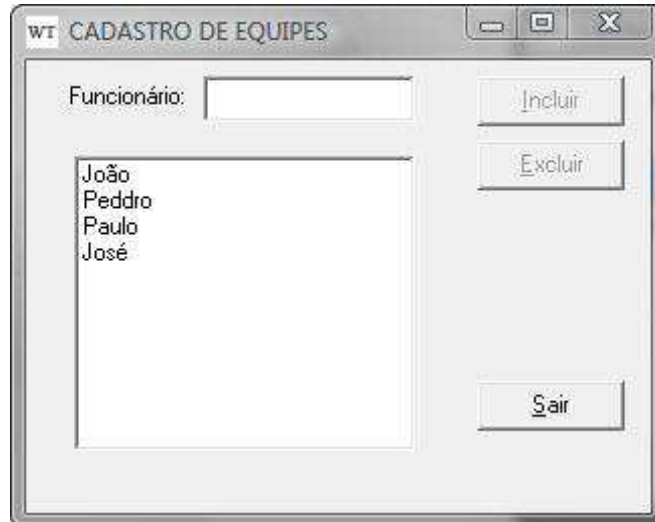 WT CADASTRO DE EQUIPES
Funcionário:
Incluir
Excluir
João
Peddro
Paulo
José
Sair